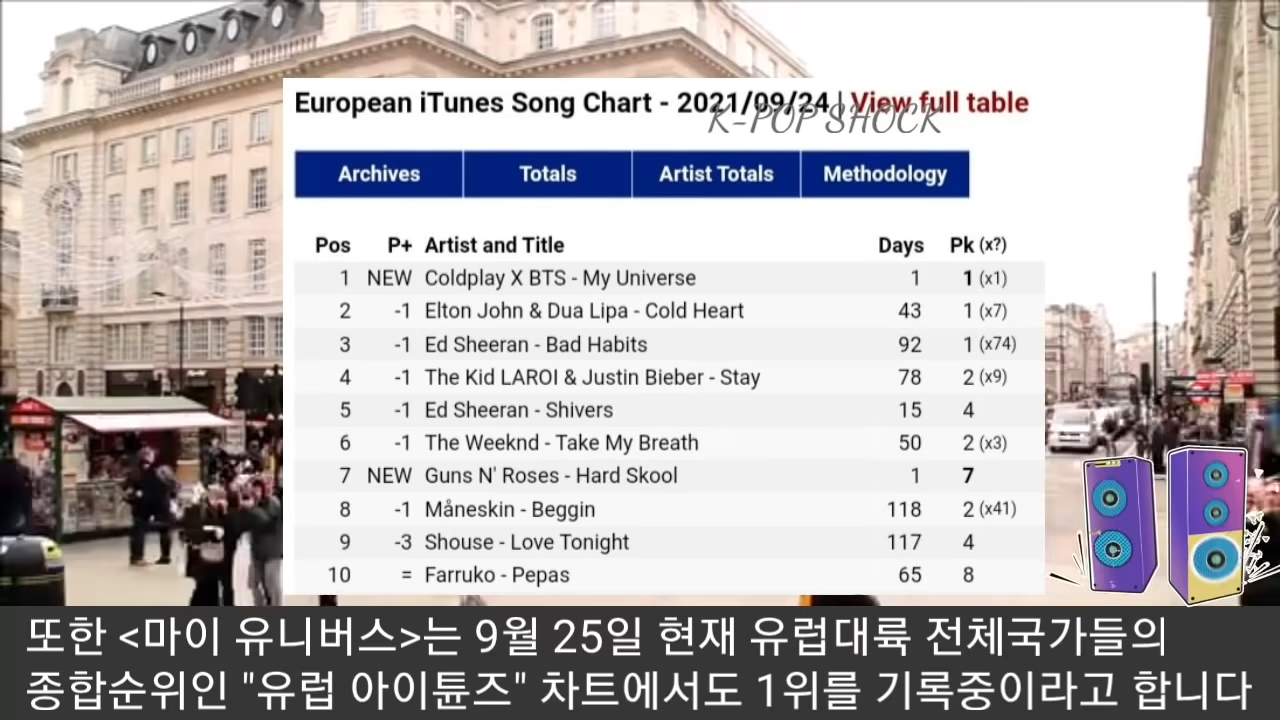 European iTunes Song Chart - 2021/09/24 | View full table
K-POP SHOCK
Archives Totals Artist Totals Methodology
Pos P+ Artist and Title Days Pk (x?)
1 NEW Coldplay X BTS - My Universe 1 1 (x1)
2 -1 Elton John & Dua Lipa - Cold Heart 43 1 (x7)
3 -1 Ed Sheeran - Bad Habits 92 1 (x74)
4 -1 The Kid LAROI & Justin Bieber - Stay 78 2 (x9)
5 -1 Ed Sheeran - Shivers 15 4
6 -1 The Weeknd - Take My Breath 50 2 (x3)
7 NEW Guns N' Roses - Hard Skool 1 7
8 -1 Måneskin - Beggin 118 2 (x41)
9 -3 Shouse - Love Tonight 117 4
10 = Farruko - Pepas 65 8
또한 <마이 유니버스>는 9월 25일 현재 유럽대륙 전체국가들의
종합순위인 "유럽 아이튠즈" 차트에서도 1위를 기록중이라고 합니다